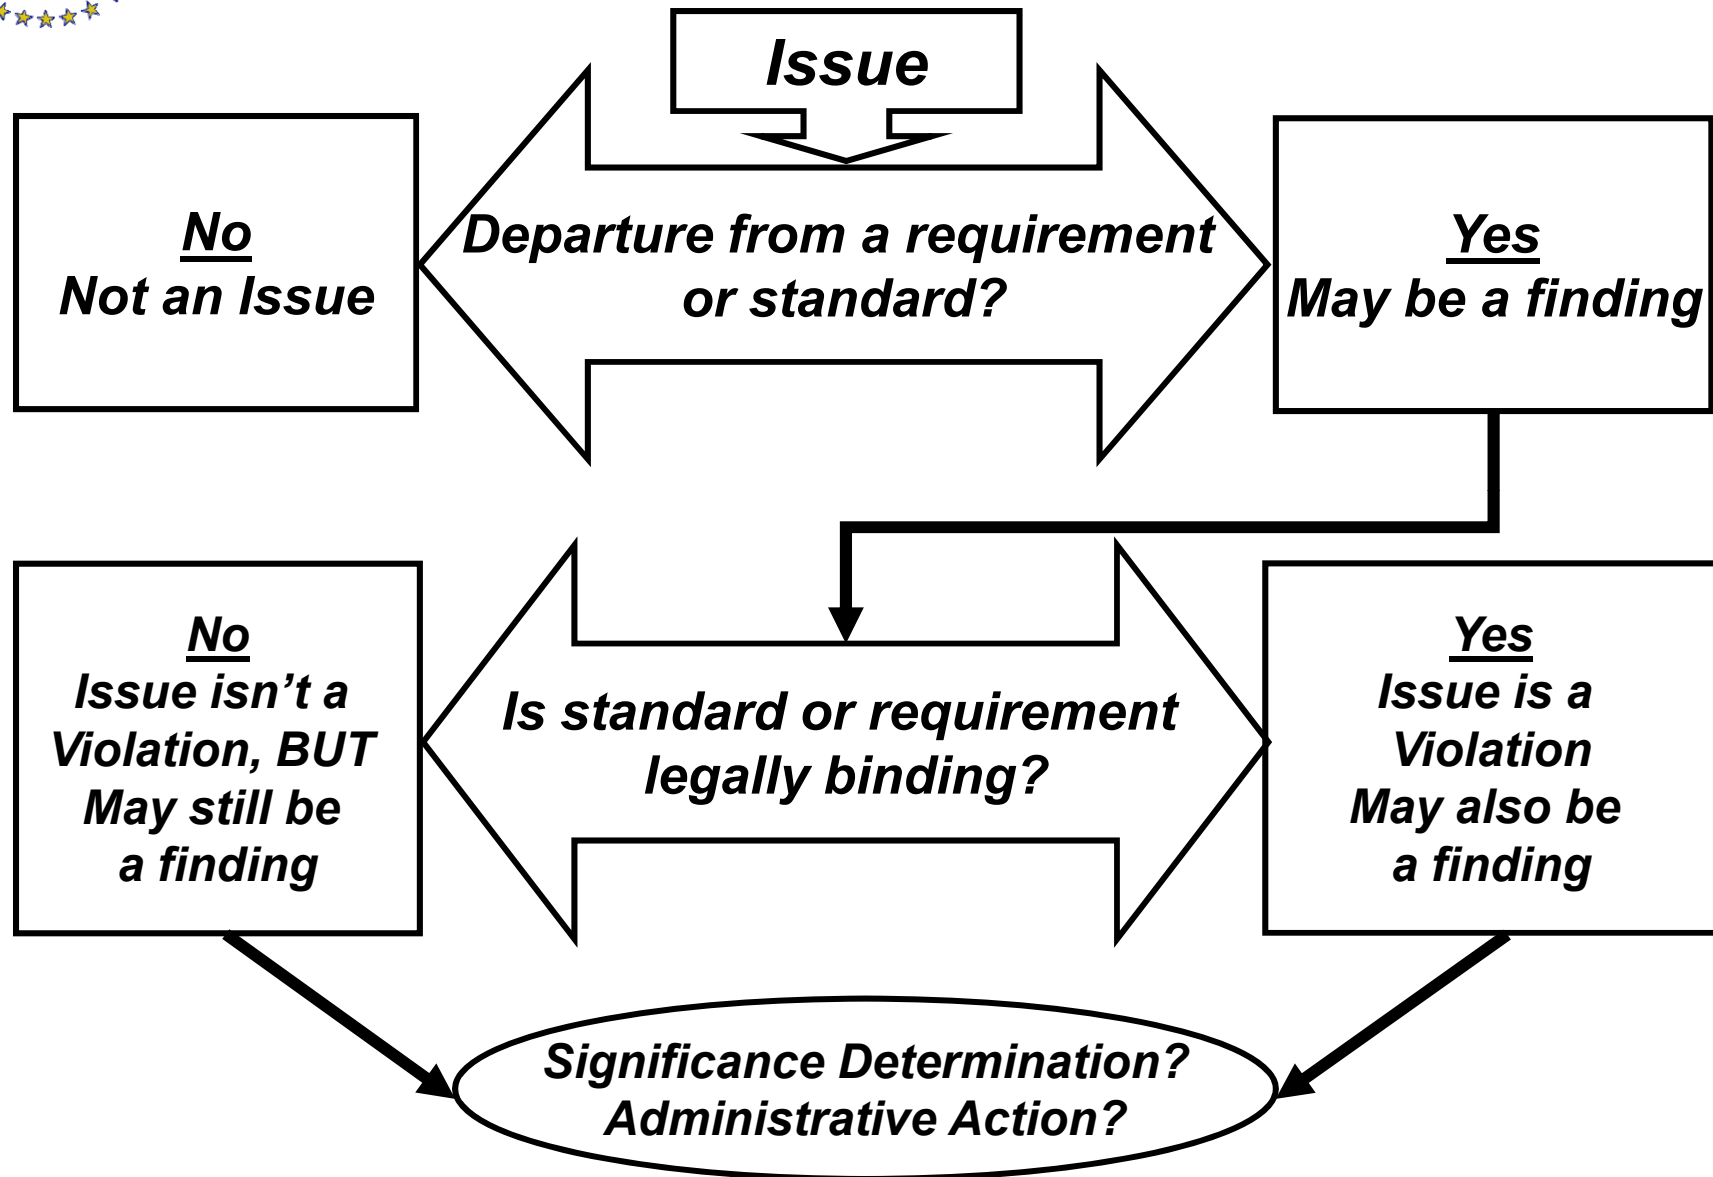 Issue
Departure from a requirement
or standard?
No
Not an Issue
Yes
May be a finding
Is standard or requirement
legally binding?
No
Issue isn’t a
Violation, BUT
May still be
a finding
Yes
Issue is a
Violation
May also be
a finding
Significance Determination?
Administrative Action?